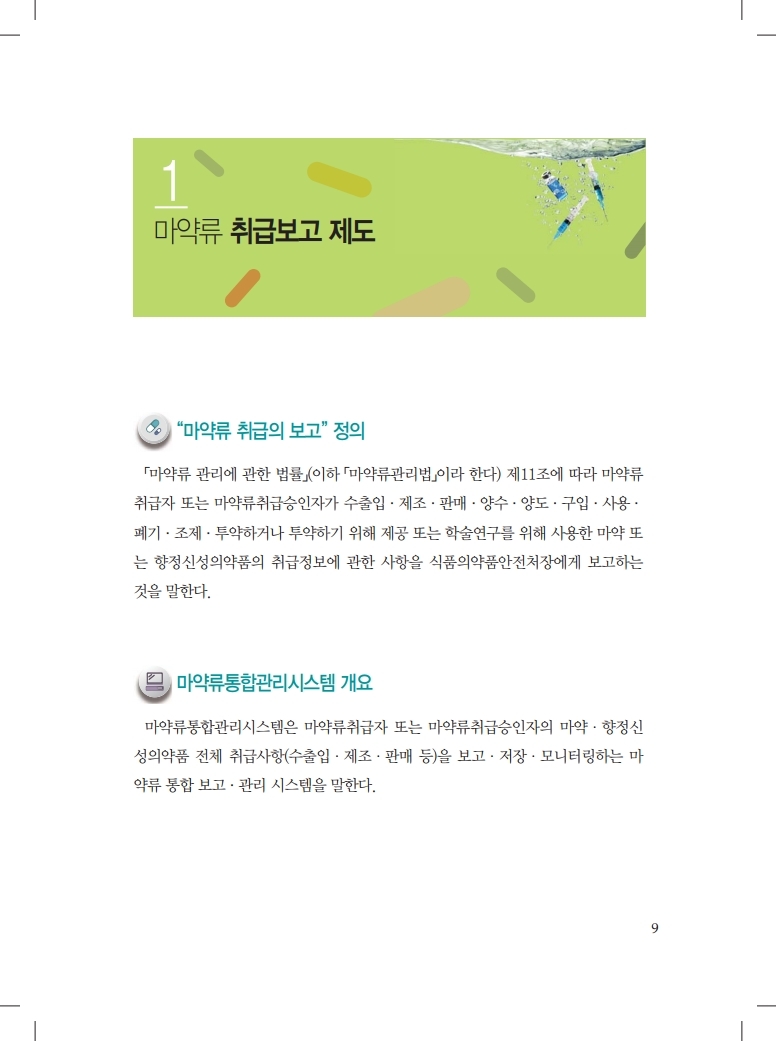 1
마약류 취급보고 제도
“마약류 취급의 보고” 정의
「마약류 관리에 관한 법률」(이하 「마약류관리법」이라 한다) 제11조에 따라 마약류
취급자 또는 마약류취급승인자가 수출입 · 제조 · 판매 · 양수 · 양도 · 구입 · 사용 ·
폐기 · 조제 · 투약하거나 투약하기 위해 제공 또는 학술연구를 위해 사용한 마약 또
는 향정신성의약품의 취급정보에 관한 사항을 식품의약품안전처장에게 보고하는
것을 말한다.
마약류통합관리시스템 개요
마약류통합관리시스템은 마약류취급자 또는 마약류취급승인자의 마약 · 향정신
성의약품 전체 취급사항(수출입 · 제조 · 판매 등)을 보고 · 저장 · 모니터링하는 마
약류 통합 보고 · 관리 시스템을 말한다.
9